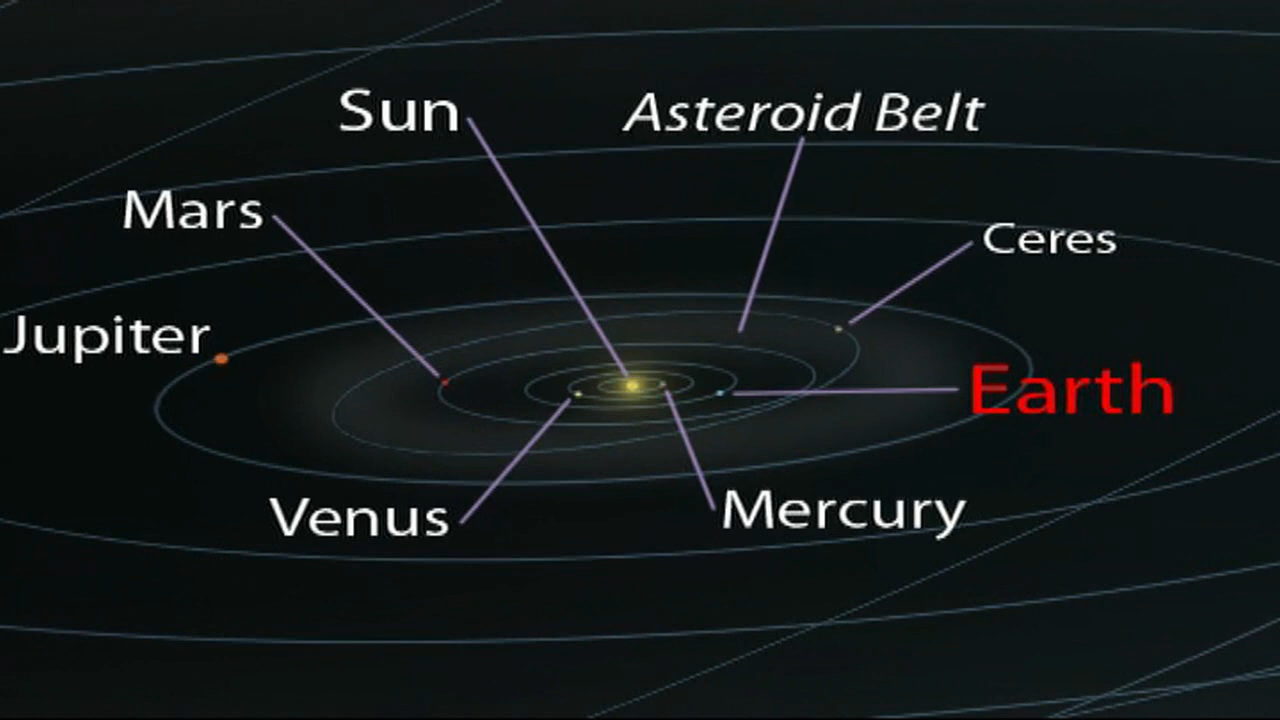 Sun
Asteroid Belt
Mars
Ceres
Jupiter
Earth
Venus
Mercury